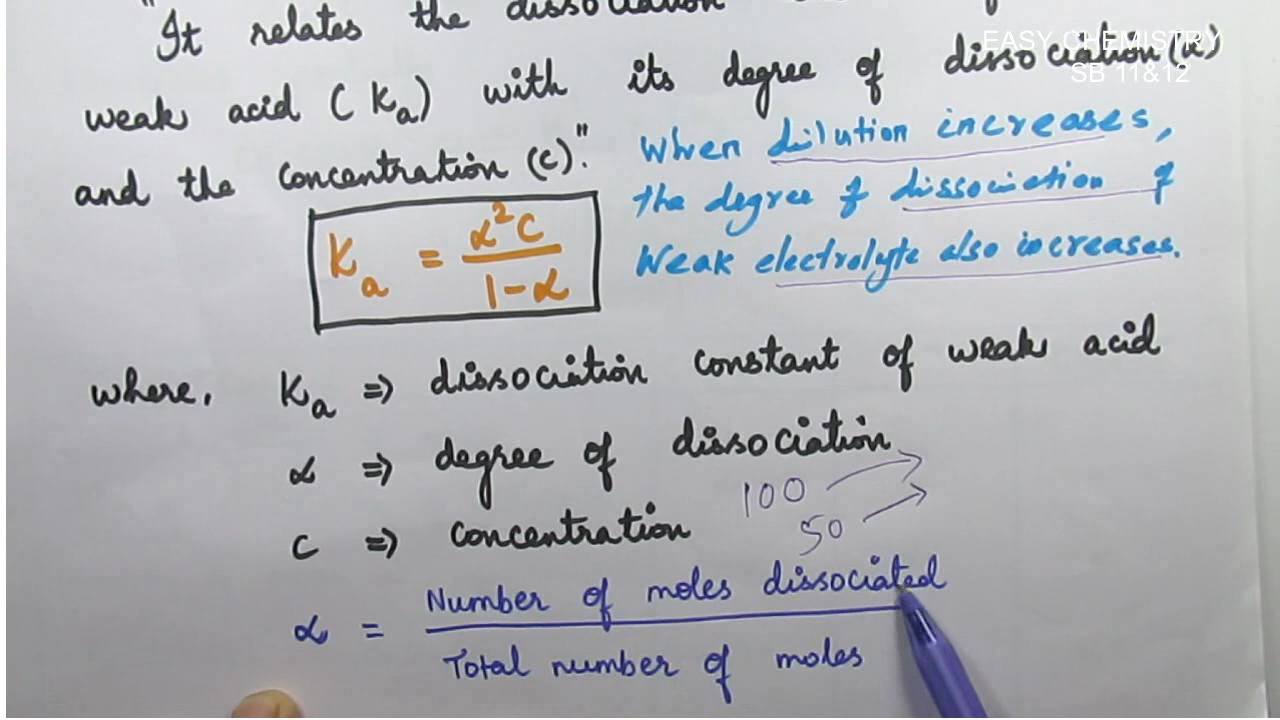 "It relates the dissociation
weak acid (Ka) with its degree of dissociation (α)
and the concentration (c)."
When dilution increases,
the degree of dissociation of
Weak electrolyte also increases.
Ka = α²C / 1-α
where, Ka => dissociation constant of weak acid
α => degree of dissociation
c => concentration
100
50
α = Number of moles dissociated
Total number of moles
EASY CHEMISTRY
SB 11&12